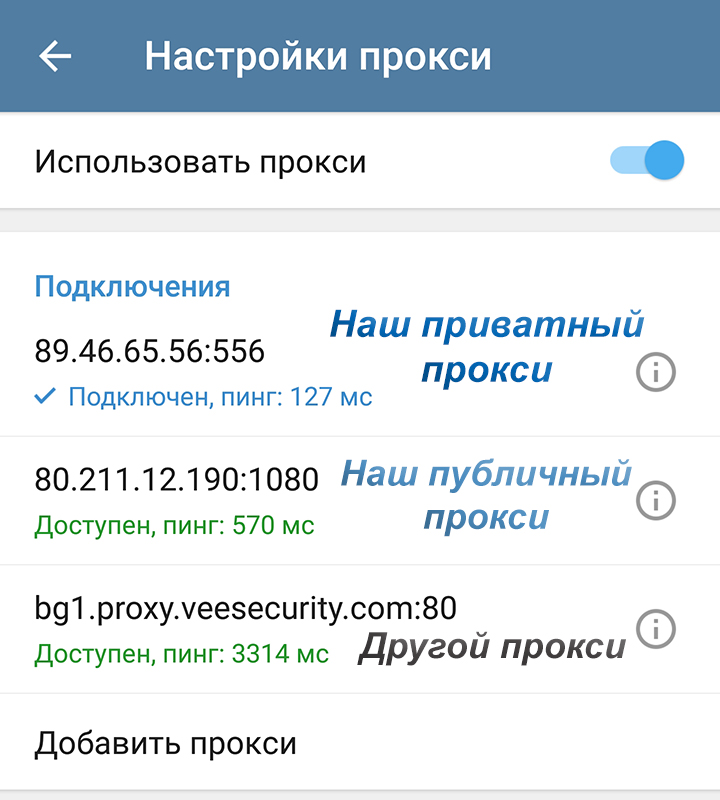 Настройки прокси
Использовать прокси
Подключения
89.46.65.56:556
Наш приватный
прокси
Подключен, пинг: 127 мс
80.211.12.190:1080
Наш публичный
прокси
Доступен, пинг: 570 мс
bg1.proxy.veesecurity.com:80
Доступен, пинг: 3314 мс
Другой прокси
Добавить прокси